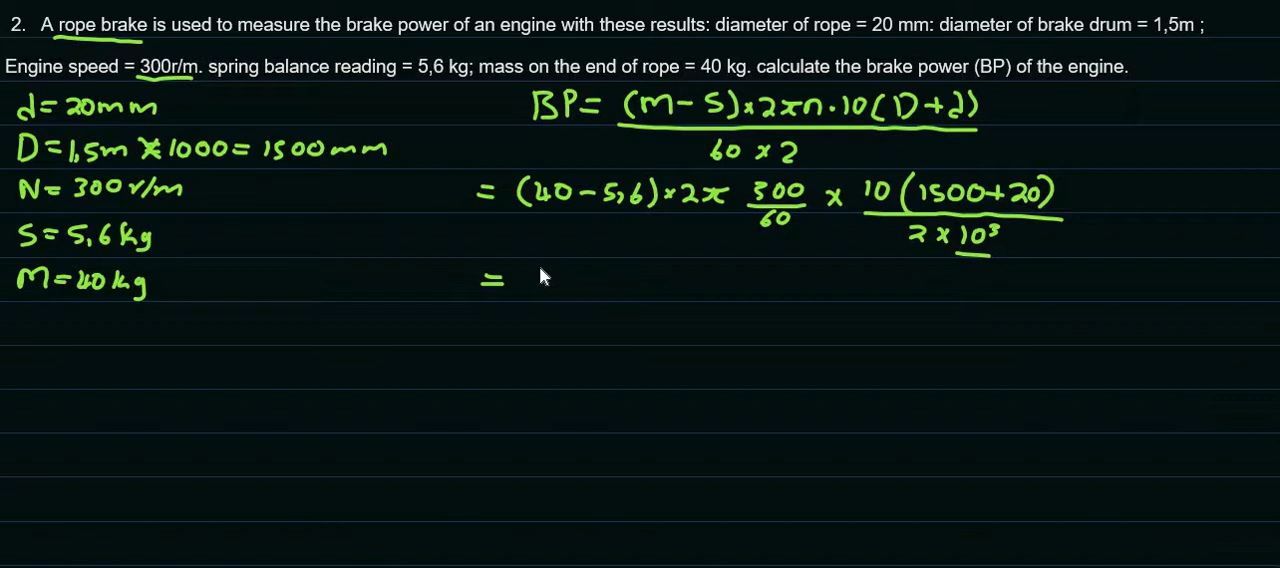 2. A rope brake is used to measure the brake power of an engine with these results: diameter of rope = 20 mm: diameter of brake drum = 1,5m ;
Engine speed = 300r/m. spring balance reading = 5,6 kg; mass on the end of rope = 40 kg. calculate the brake power (BP) of the engine.
d = 20mm
D = 1,5m × 1000 = 1500mm
N = 300 r/m
S = 5,6 kg
M = 40 kg
BP = (M - S) × 2πn · 10 (D + d)
60 × 2
= (40 - 5,6) × 2π 300/60 × 10 (1500 + 20)/2 × 10³
=